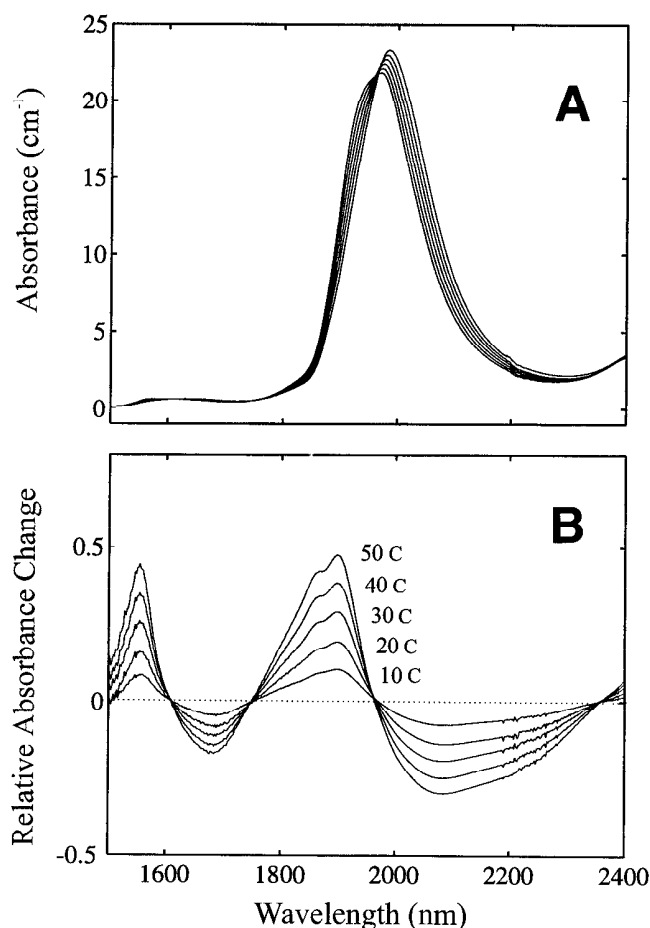 25
20
15
10
5
0
Absorbance (cm⁻¹)
A
0.5
0
-0.5
Relative Absorbance Change
B
50 C
40 C
30 C
20 C
10 C
1600 1800 2000 2200 2400
Wavelength (nm)